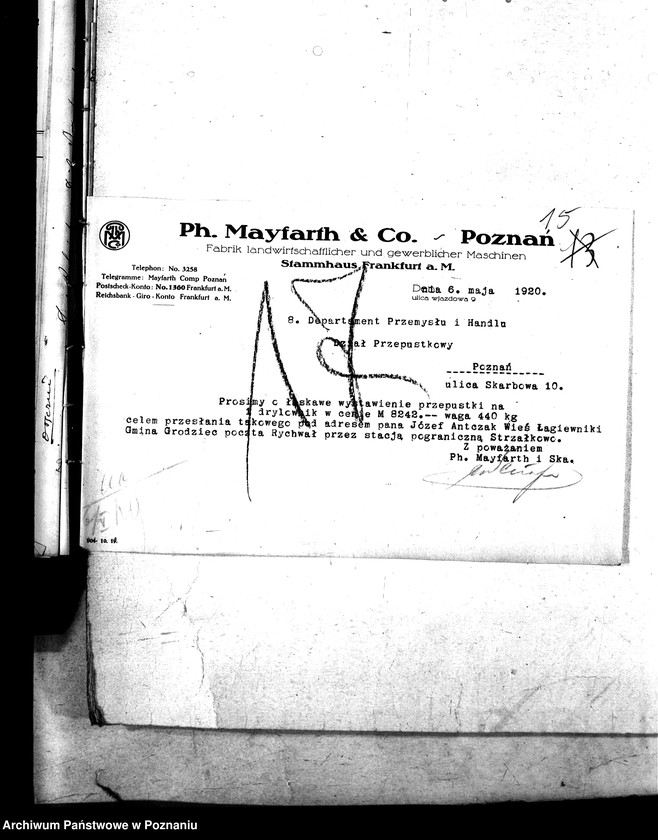 15
13
Ph. Mayfarth & Co. ~ Poznań
Fabrik landwirtschaftlicher und gewerblicher Maschinen
Stammhaus Frankfurt a. M.
Telephon: No. 3258
Telegramme: Mayfarth Comp Poznań
Postscheck-Konto: No. 1360 Frankfurt a. M.
Reichsbank-Giro-Konto Frankfurt a. M.
Dnia 6. maja 1920.
ulica wjazdowa 9
8. Departament Przemysłu i Handlu
Dział Przepustkowy
Poznań
ulica Skarbowa 10.
Prosimy o łaskawe wystawienie przepustki na
1 drylownik w cenie M 8242.-- waga 440 kg
celem przesłania takowego pod adresem pana Józef Antczak Wieś Łagiewniki
Gmina Grodziec poczta Rychwał przez stacją pograniczną Strzałkowo.
Z poważaniem
Ph. Mayfarth i Ska.
Archiwum Państwowe w Poznaniu